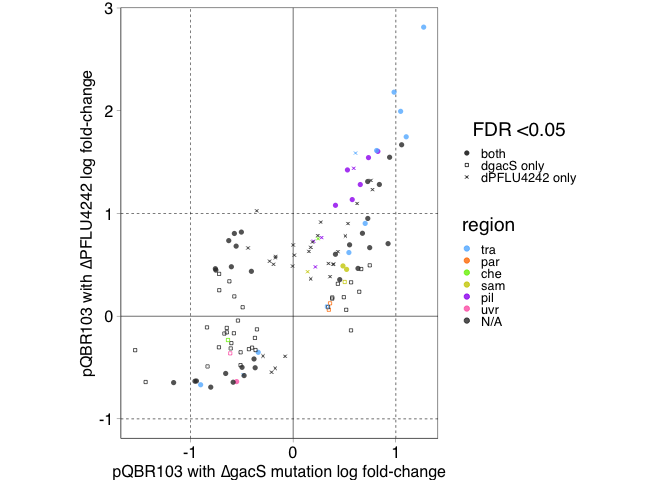 3
2
1
0
-1
-1
0
1
pQBR103 with ΔPFLU4242 log fold-change
pQBR103 with ΔgacS mutation log fold-change
FDR <0.05
both
dgacS only
dPFLU4242 only
region
tra
par
che
sam
pil
uvr
N/A